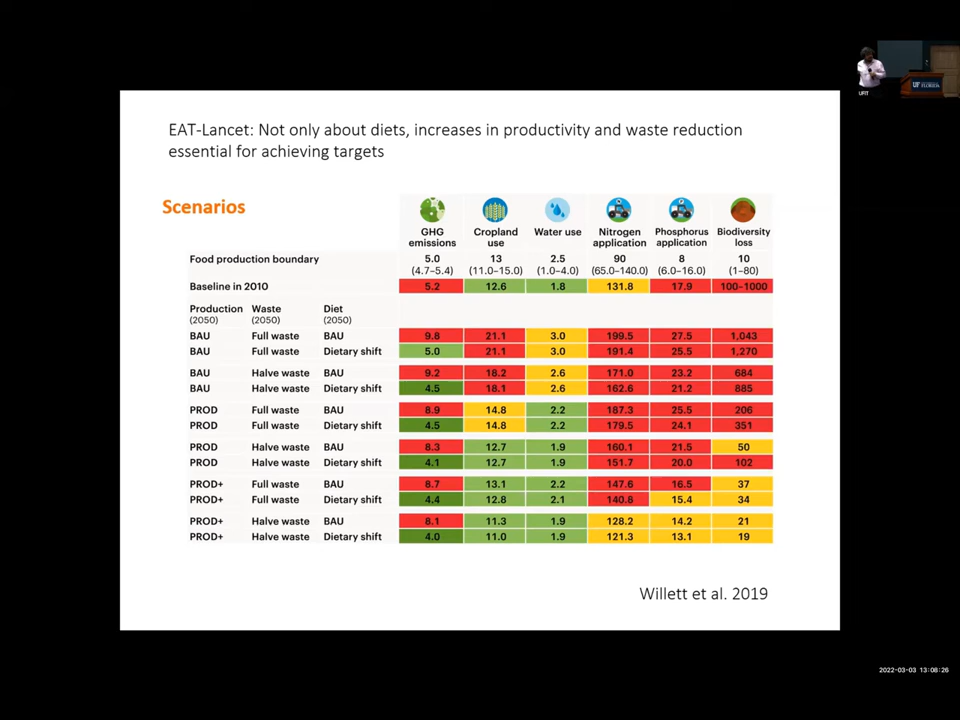 EAT-Lancet: Not only about diets, increases in productivity and waste reduction
essential for achieving targets
UFIT
UF FLORIDA
Scenarios
GHG emissions Cropland use Water use Nitrogen application Phosphorus application Biodiversity loss
Food production boundary 5.0 13 2.5 90 8 10
(4.7–5.4) (11.0–15.0) (1.0–4.0) (65.0–140.0) (6.0–16.0) (1–80)
Baseline in 2010 5.2 12.6 1.8 131.8 17.9 100–1000
Production Waste Diet
(2050) (2050) (2050)
BAU Full waste BAU 9.8 21.1 3.0 199.5 27.5 1,043
BAU Full waste Dietary shift 5.0 21.1 3.0 191.4 25.5 1,270
BAU Halve waste BAU 9.2 18.2 2.6 171.0 23.2 684
BAU Halve waste Dietary shift 4.5 18.1 2.6 162.6 21.2 885
PROD Full waste BAU 8.9 14.8 2.2 187.3 25.5 206
PROD Full waste Dietary shift 4.5 14.8 2.2 179.5 24.1 351
PROD Halve waste BAU 8.3 12.7 1.9 160.1 21.5 50
PROD Halve waste Dietary shift 4.1 12.7 1.9 151.7 20.0 102
PROD+ Full waste BAU 8.7 13.1 2.2 147.6 16.5 37
PROD+ Full waste Dietary shift 4.4 12.8 2.1 140.8 15.4 34
PROD+ Halve waste BAU 8.1 11.3 1.9 128.2 14.2 21
PROD+ Halve waste Dietary shift 4.0 11.0 1.9 121.3 13.1 19
Willett et al. 2019
2022-03-03 13:08:26